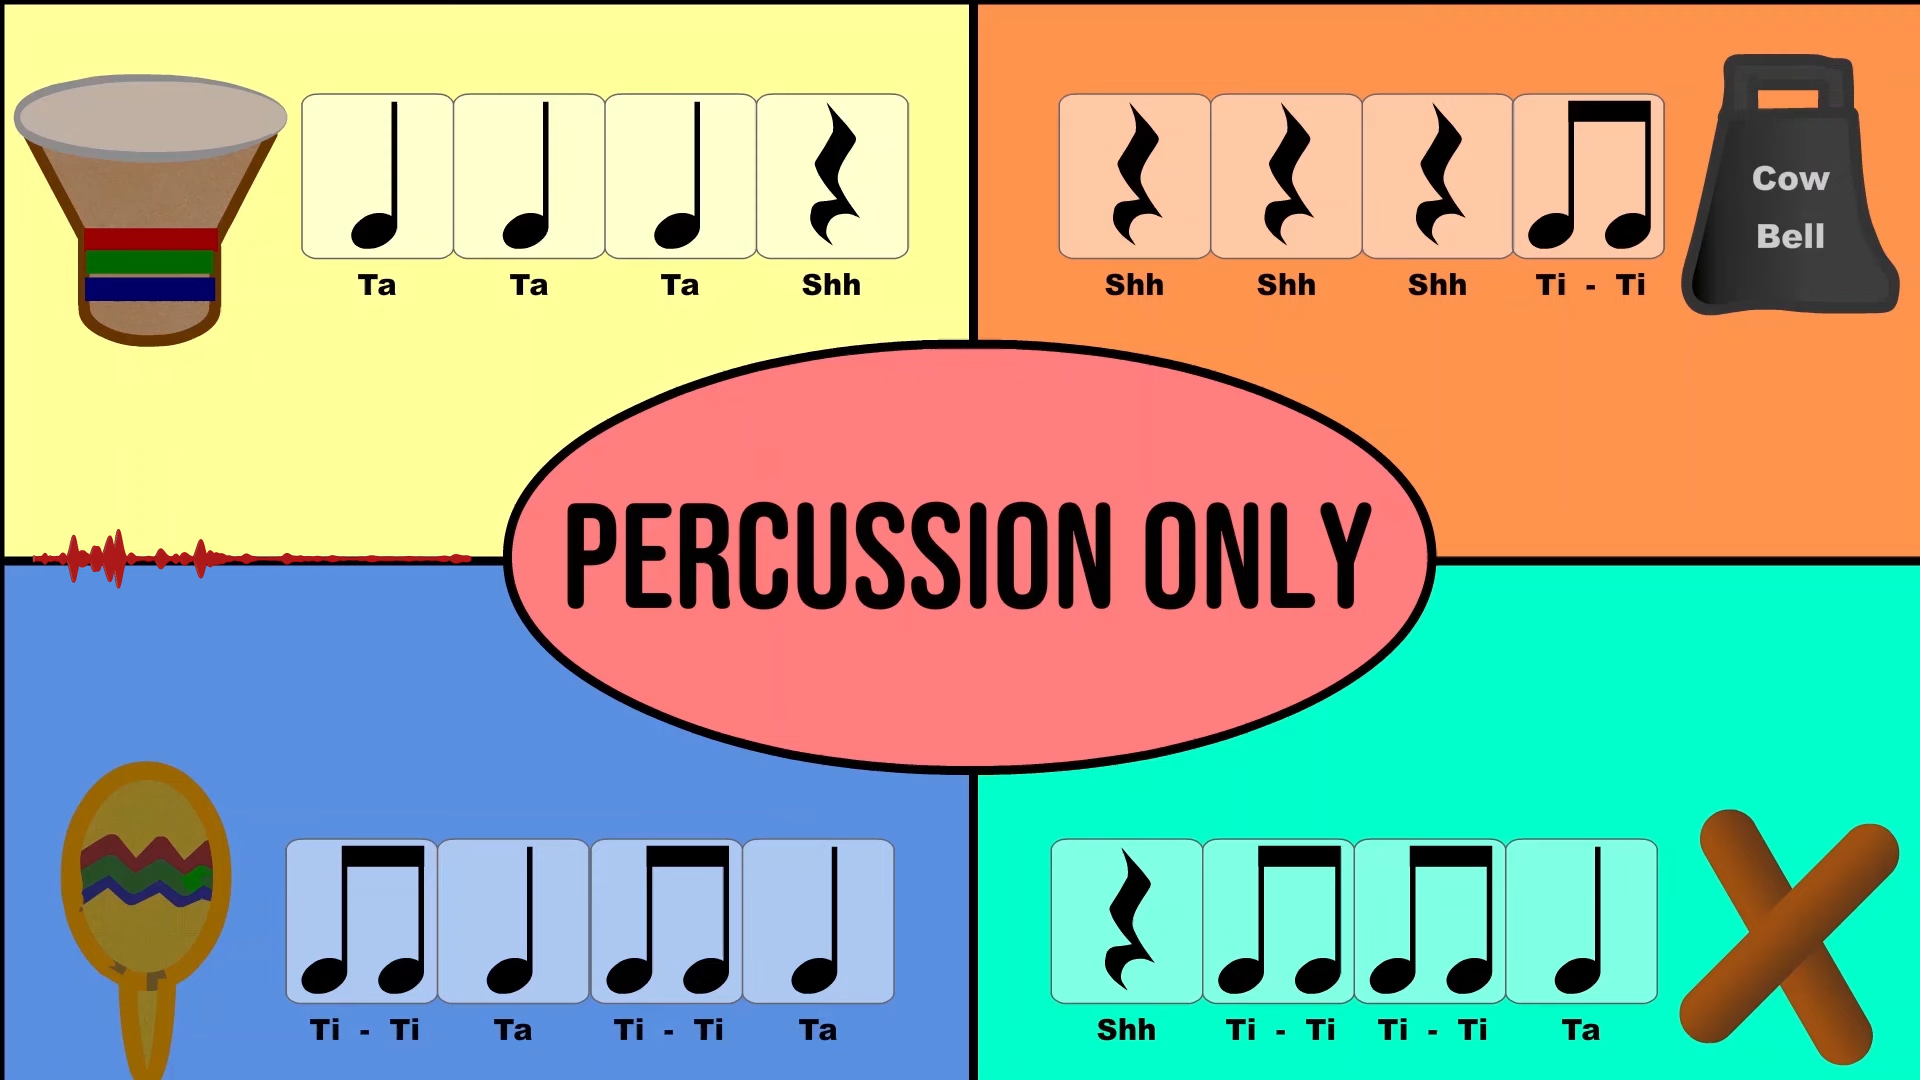 Ta Ta Ta Shh
Shh Shh Shh Ti - Ti
Cow
Bell
PERCUSSION ONLY
Ti - Ti Ta Ti - Ti Ta
Shh Ti - Ti Ti - Ti Ta